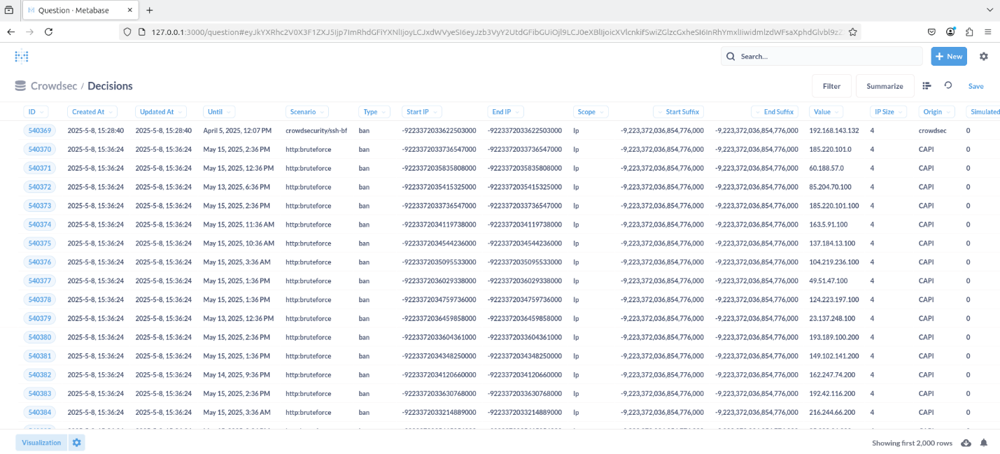 Question · Metabase
127.0.0.1:3000/question#eyJkYXRhc2V0X3F1ZXJ5Ijp7ImRhdGFiYXNlIjoyLCJxdWVyeSI6eyJzb3VyY2UtdGFibGUiOjl9LCJ0eXBlIjoicXVlcnkifSwiZGlzcGxheSI6InRhYmxlIiwidmlzdWFsaXphdGlvbl9z
Search...
New
Crowdsec / Decisions
Filter Summarize Save
ID Created At Updated At Until Scenario Type Start IP End IP Scope Start Suffix End Suffix Value IP Size Origin Simulated
540369 2025-5-8, 15:28:40 2025-5-8, 15:28:40 April 5, 2025, 12:07 PM crowdsecurity/ssh-bf ban -9223372033622503000 -9223372033622503000 Ip -9,223,372,036,854,776,000 -9,223,372,036,854,776,000 192.168.143.132 4 crowdsec 0
540370 2025-5-8, 15:36:24 2025-5-8, 15:36:24 May 15, 2025, 2:36 PM http:bruteforce ban -9223372033736547000 -9223372033736547000 Ip -9,223,372,036,854,776,000 -9,223,372,036,854,776,000 185.220.101.0 4 CAPI 0
540371 2025-5-8, 15:36:24 2025-5-8, 15:36:24 May 15, 2025, 12:36 PM http:bruteforce ban -9223372035835808000 -9223372035835808000 Ip -9,223,372,036,854,776,000 -9,223,372,036,854,776,000 60.188.57.0 4 CAPI 0
540372 2025-5-8, 15:36:24 2025-5-8, 15:36:24 May 13, 2025, 6:36 PM http:bruteforce ban -9223372035415325000 -9223372035415325000 Ip -9,223,372,036,854,776,000 -9,223,372,036,854,776,000 85.204.70.100 4 CAPI 0
540373 2025-5-8, 15:36:24 2025-5-8, 15:36:24 May 15, 2025, 2:36 PM http:bruteforce ban -9223372033736547000 -9223372033736547000 Ip -9,223,372,036,854,776,000 -9,223,372,036,854,776,000 185.220.101.100 4 CAPI 0
540374 2025-5-8, 15:36:24 2025-5-8, 15:36:24 May 15, 2025, 11:36 AM http:bruteforce ban -9223372034119738000 -9223372034119738000 Ip -9,223,372,036,854,776,000 -9,223,372,036,854,776,000 163.5.91.100 4 CAPI 0
540375 2025-5-8, 15:36:24 2025-5-8, 15:36:24 May 15, 2025, 10:36 AM http:bruteforce ban -9223372034544236000 -9223372034544236000 Ip -9,223,372,036,854,776,000 -9,223,372,036,854,776,000 137.184.13.100 4 CAPI 0
540376 2025-5-8, 15:36:24 2025-5-8, 15:36:24 May 15, 2025, 3:36 AM http:bruteforce ban -9223372035095533000 -9223372035095533000 Ip -9,223,372,036,854,776,000 -9,223,372,036,854,776,000 104.219.236.100 4 CAPI 0
540377 2025-5-8, 15:36:24 2025-5-8, 15:36:24 May 15, 2025, 1:36 PM http:bruteforce ban -9223372036029338000 -9223372036029338000 Ip -9,223,372,036,854,776,000 -9,223,372,036,854,776,000 49.51.47.100 4 CAPI 0
540378 2025-5-8, 15:36:24 2025-5-8, 15:36:24 May 15, 2025, 1:36 PM http:bruteforce ban -9223372034759736000 -9223372034759736000 Ip -9,223,372,036,854,776,000 -9,223,372,036,854,776,000 124.223.197.100 4 CAPI 0
540379 2025-5-8, 15:36:24 2025-5-8, 15:36:24 May 13, 2025, 12:36 PM http:bruteforce ban -9223372036459858000 -9223372036459858000 Ip -9,223,372,036,854,776,000 -9,223,372,036,854,776,000 23.137.248.100 4 CAPI 0
540380 2025-5-8, 15:36:24 2025-5-8, 15:36:24 May 15, 2025, 2:36 PM http:bruteforce ban -9223372033604361000 -9223372033604361000 Ip -9,223,372,036,854,776,000 -9,223,372,036,854,776,000 193.189.100.200 4 CAPI 0
540381 2025-5-8, 15:36:24 2025-5-8, 15:36:24 May 15, 2025, 1:36 PM http:bruteforce ban -9223372034348250000 -9223372034348250000 Ip -9,223,372,036,854,776,000 -9,223,372,036,854,776,000 149.102.141.200 4 CAPI 0
540382 2025-5-8, 15:36:24 2025-5-8, 15:36:24 May 14, 2025, 9:36 PM http:bruteforce ban -9223372034120660000 -9223372034120660000 Ip -9,223,372,036,854,776,000 -9,223,372,036,854,776,000 162.247.74.200 4 CAPI 0
540383 2025-5-8, 15:36:24 2025-5-8, 15:36:24 May 15, 2025, 2:36 PM http:bruteforce ban -9223372033630768000 -9223372033630768000 Ip -9,223,372,036,854,776,000 -9,223,372,036,854,776,000 192.42.116.200 4 CAPI 0
540384 2025-5-8, 15:36:24 2025-5-8, 15:36:24 May 15, 2025, 3:36 AM http:bruteforce ban -9223372033214889000 -9223372033214889000 Ip -9,223,372,036,854,776,000 -9,223,372,036,854,776,000 216.244.66.200 4 CAPI 0
Visualization Showing first 2,000 rows